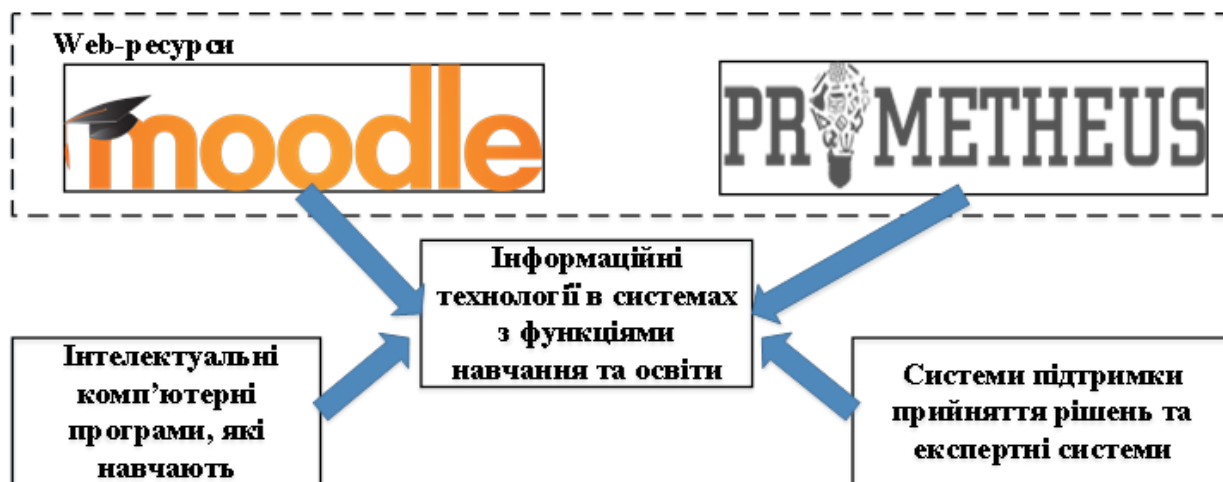 Web-ресурси
moodle
PROMETHEUS
Інформаційні
технології в системах
з функціями
навчання та освіти
Інтелектуальні
комп’ютерні
програми, які
навчають
Системи підтримки
прийняття рішень та
експертні системи